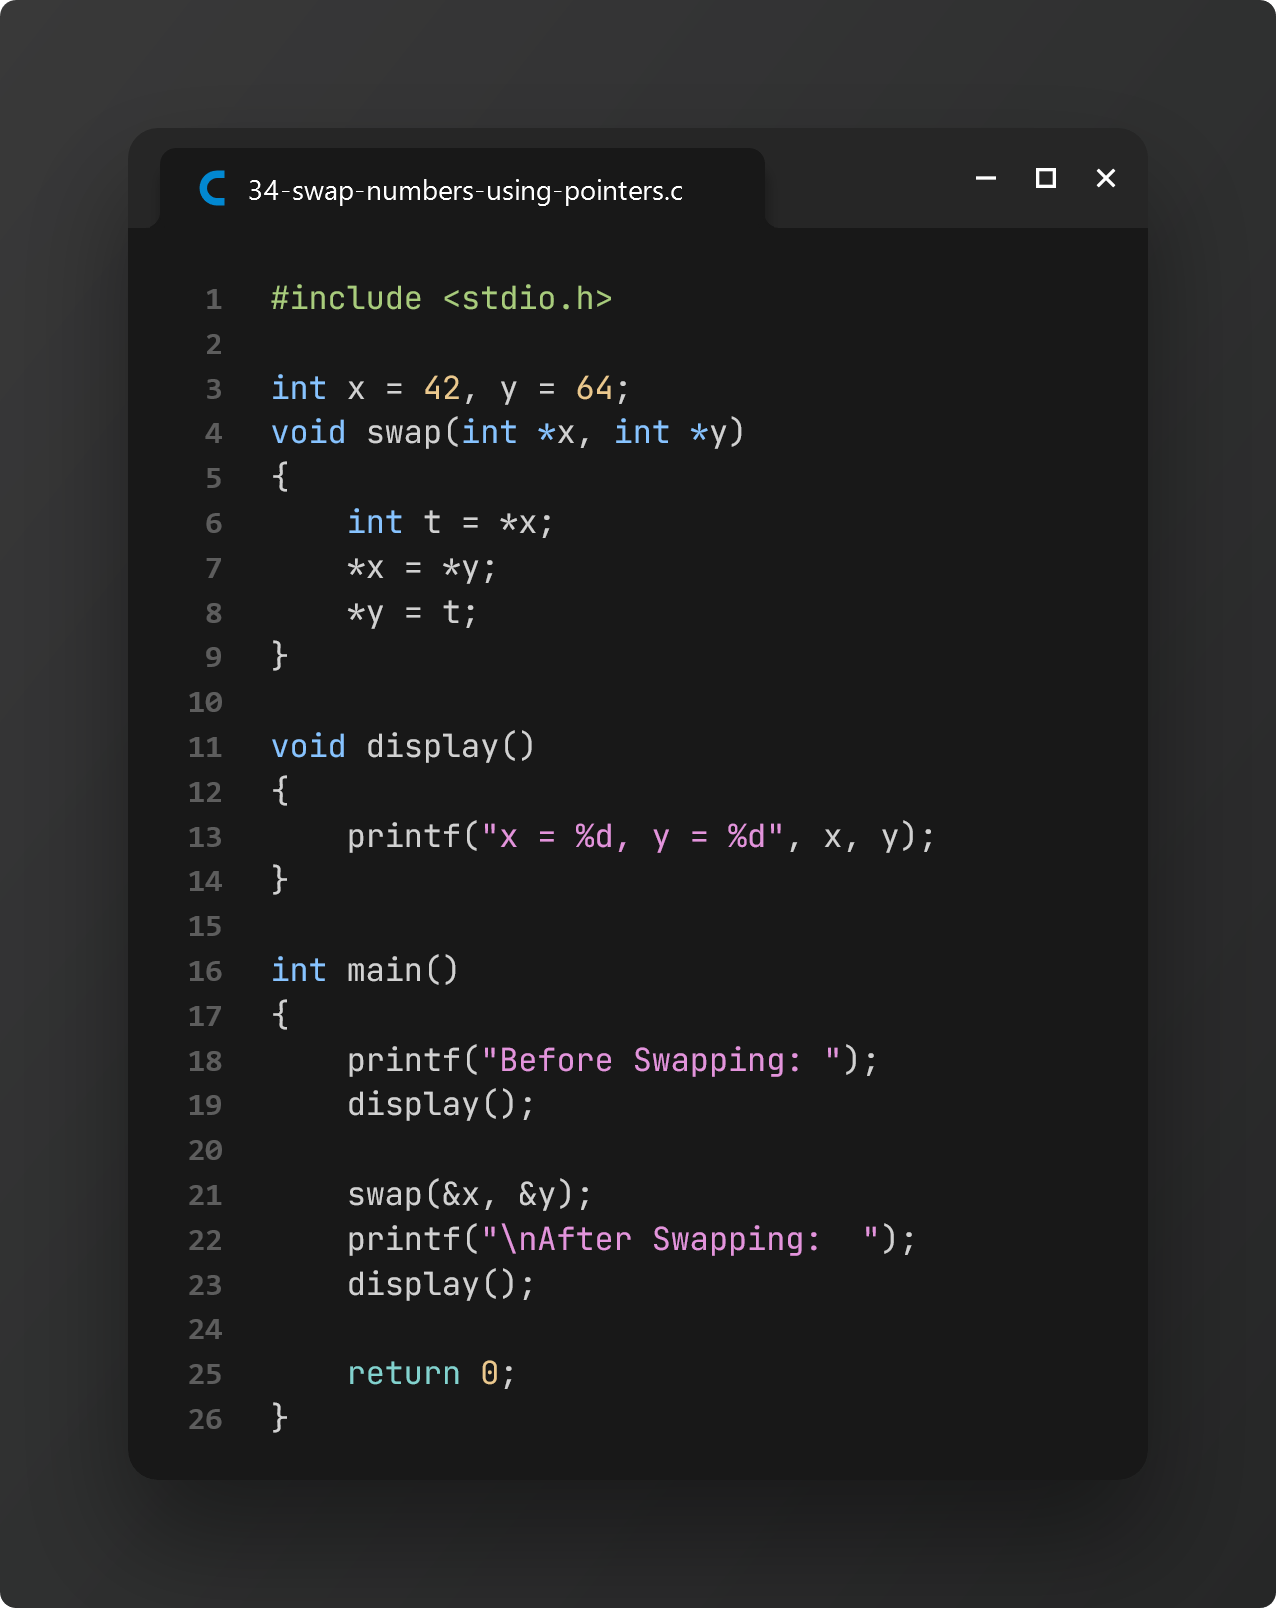 34-swap-numbers-using-pointers.c
1 #include <stdio.h>
2
3 int x = 42, y = 64;
4 void swap(int *x, int *y)
5 {
6     int t = *x;
7     *x = *y;
8     *y = t;
9 }
10
11 void display()
12 {
13     printf("x = %d, y = %d", x, y);
14 }
15
16 int main()
17 {
18     printf("Before Swapping: ");
19     display();
20
21     swap(&x, &y);
22     printf("\nAfter Swapping:  ");
23     display();
24
25     return 0;
26 }